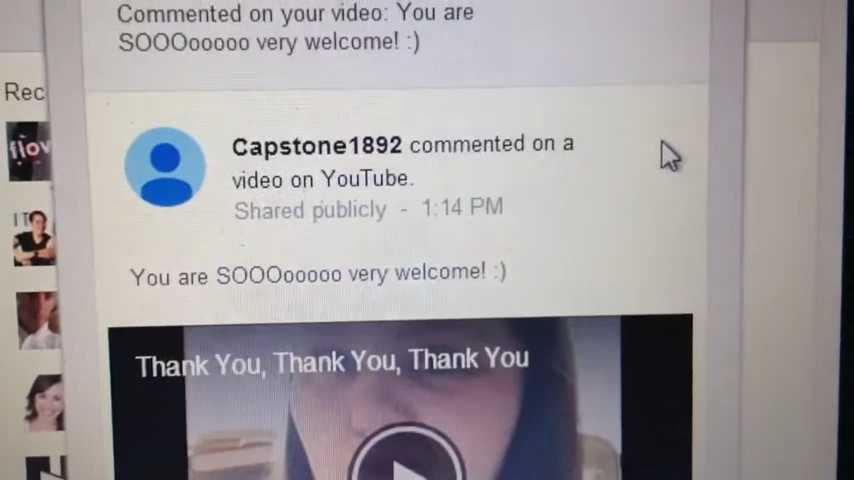 Commented on your video: You are
SOOOooooo very welcome! :)
Rec
flov
Capstone1892 commented on a
video on YouTube.
Shared publicly - 1:14 PM
You are SOOOooooo very welcome! :)
Thank You, Thank You, Thank You